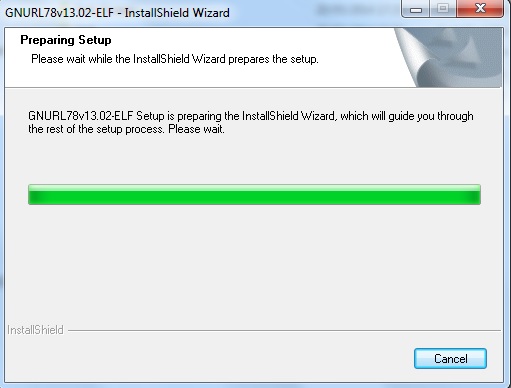 GNURL78v13.02-ELF - InstallShield Wizard
Preparing Setup
Please wait while the InstallShield Wizard prepares the setup.
GNURL78v13.02-ELF Setup is preparing the InstallShield Wizard, which will guide you through
the rest of the setup process. Please wait.
InstallShield
Cancel